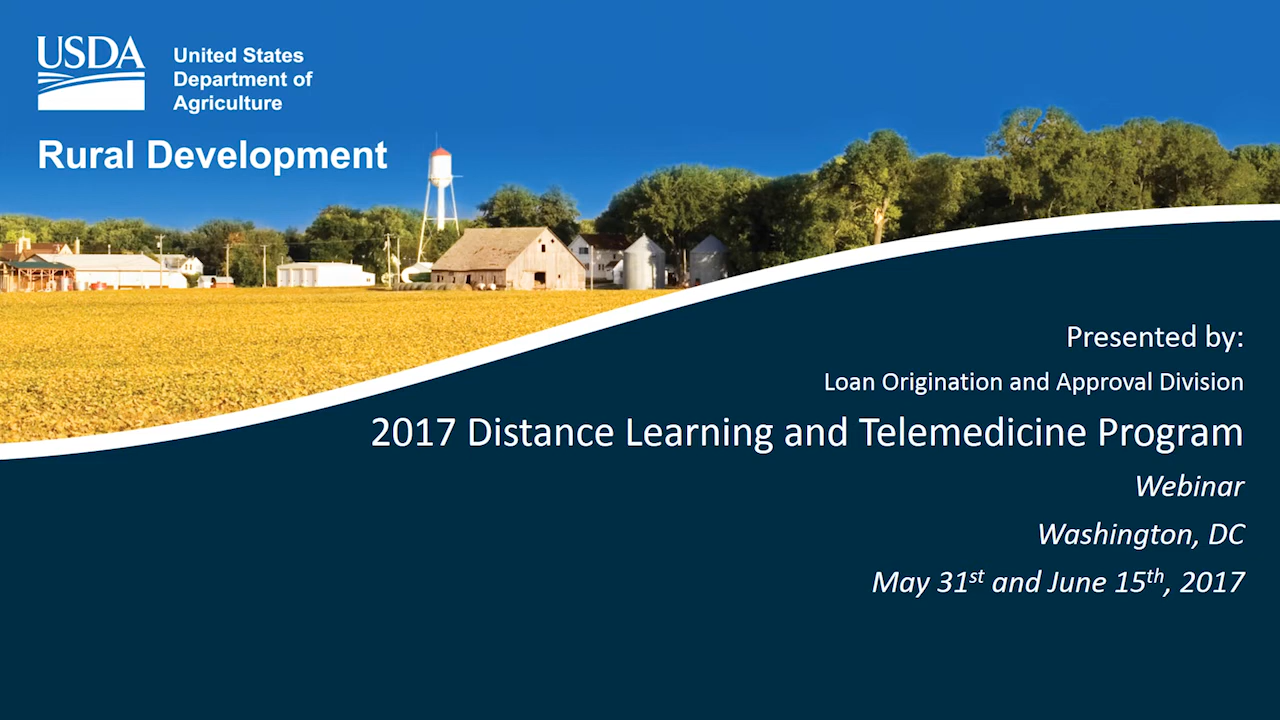 USDA
United States
Department of
Agriculture
Rural Development
Presented by:
Loan Origination and Approval Division
2017 Distance Learning and Telemedicine Program
Webinar
Washington, DC
May 31st and June 15th, 2017